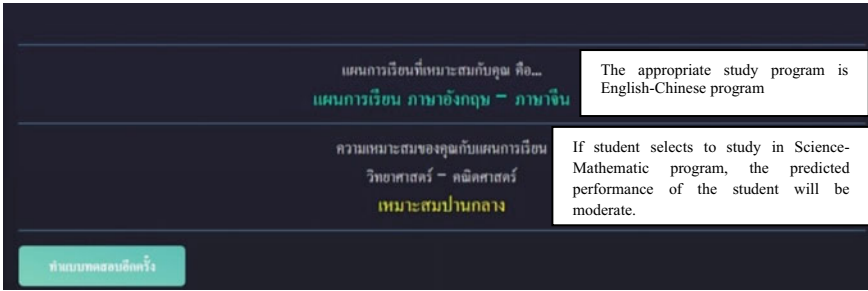 แผนการเรียนที่เหมาะสมกับคุณ คือ...
แผนการเรียน ภาษาอังกฤษ - ภาษาจีน
The appropriate study program is
English-Chinese program
ความเหมาะสมของคุณกับแผนการเรียน
วิทยาศาสตร์ - คณิตศาสตร์
เหมาะสมปานกลาง
If student selects to study in Science-
Mathematic program, the predicted
performance of the student will be
moderate.
ทำแบบทดสอบอีกครั้ง